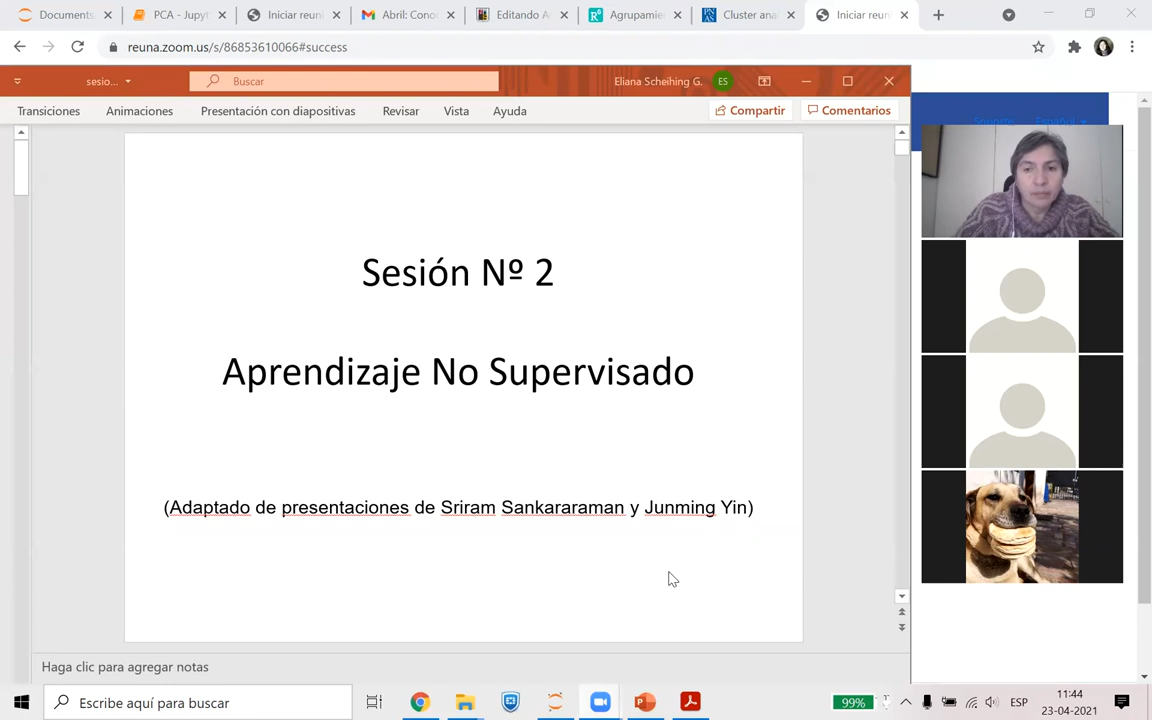 Documents
PCA - Jupyt
Iniciar reuni
Abril: Cono
Editando A
Agrupamie
Cluster ana
Iniciar reun
reuna.zoom.us/s/86853610066#success
sesio...
Buscar
Eliana Scheihing G.
ES
Transiciones
Animaciones
Presentación con diapositivas
Revisar
Vista
Ayuda
Compartir
Comentarios
Soporte
Español
Sesión Nº 2
Aprendizaje No Supervisado
(Adaptado de presentaciones de Sriram Sankararaman y Junming Yin)
Haga clic para agregar notas
Escribe aquí para buscar
99%
ESP
11:44
23-04-2021